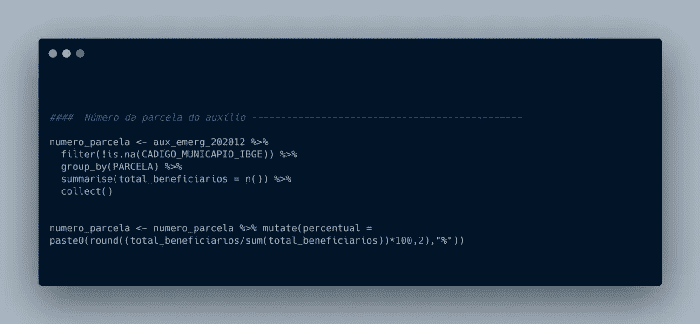 #### Número da parcela do auxílio -----------------------------------------------
numero_parcela <- aux_emerg_202012 %>%
filter(!is.na(CADIGO_MUNICAPIO_IBGE)) %>%
group_by(PARCELA) %>%
summarise(total_beneficiarios = n()) %>%
collect()
numero_parcela <- numero_parcela %>% mutate(percentual =
paste0(round((total_beneficiarios/sum(total_beneficiarios))*100,2),"%"))